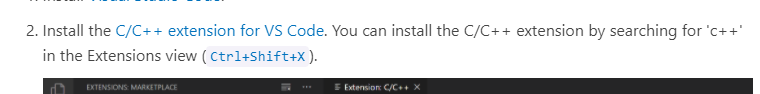 2. Install the C/C++ extension for VS Code. You can install the C/C++ extension by searching for 'c++'
in the Extensions view (Ctrl+Shift+X).
EXTENSIONS: MARKETPLACE ··· Extension: C/C++ ×